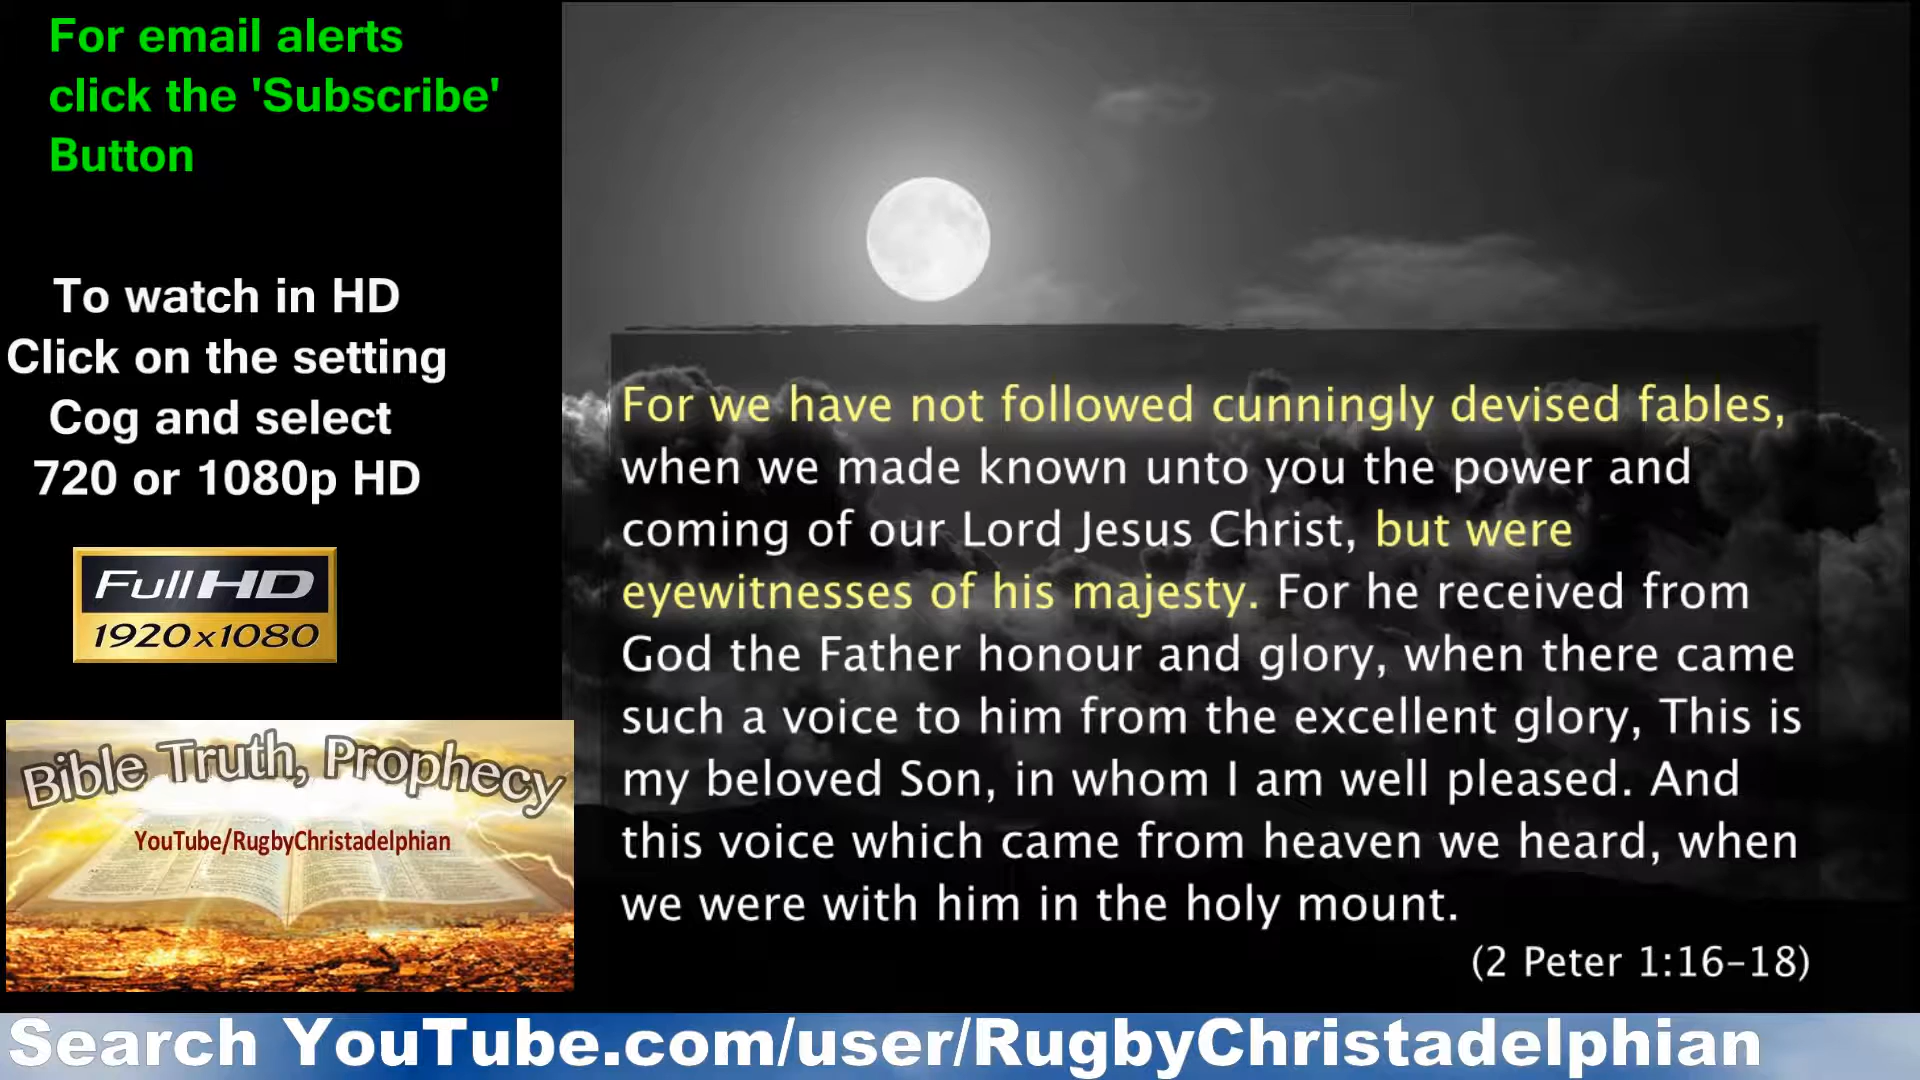 For email alerts
click the 'Subscribe'
Button
To watch in HD
Click on the setting
Cog and select
720 or 1080p HD
Full HD
1920x1080
Bible Truth, Prophecy
YouTube/RugbyChristadelphian
For we have not followed cunningly devised fables,
when we made known unto you the power and
coming of our Lord Jesus Christ, but were
eyewitnesses of his majesty. For he received from
God the Father honour and glory, when there came
such a voice to him from the excellent glory, This is
my beloved Son, in whom I am well pleased. And
this voice which came from heaven we heard, when
we were with him in the holy mount.
(2 Peter 1:16–18)
Search YouTube.com/user/RugbyChristadelphian